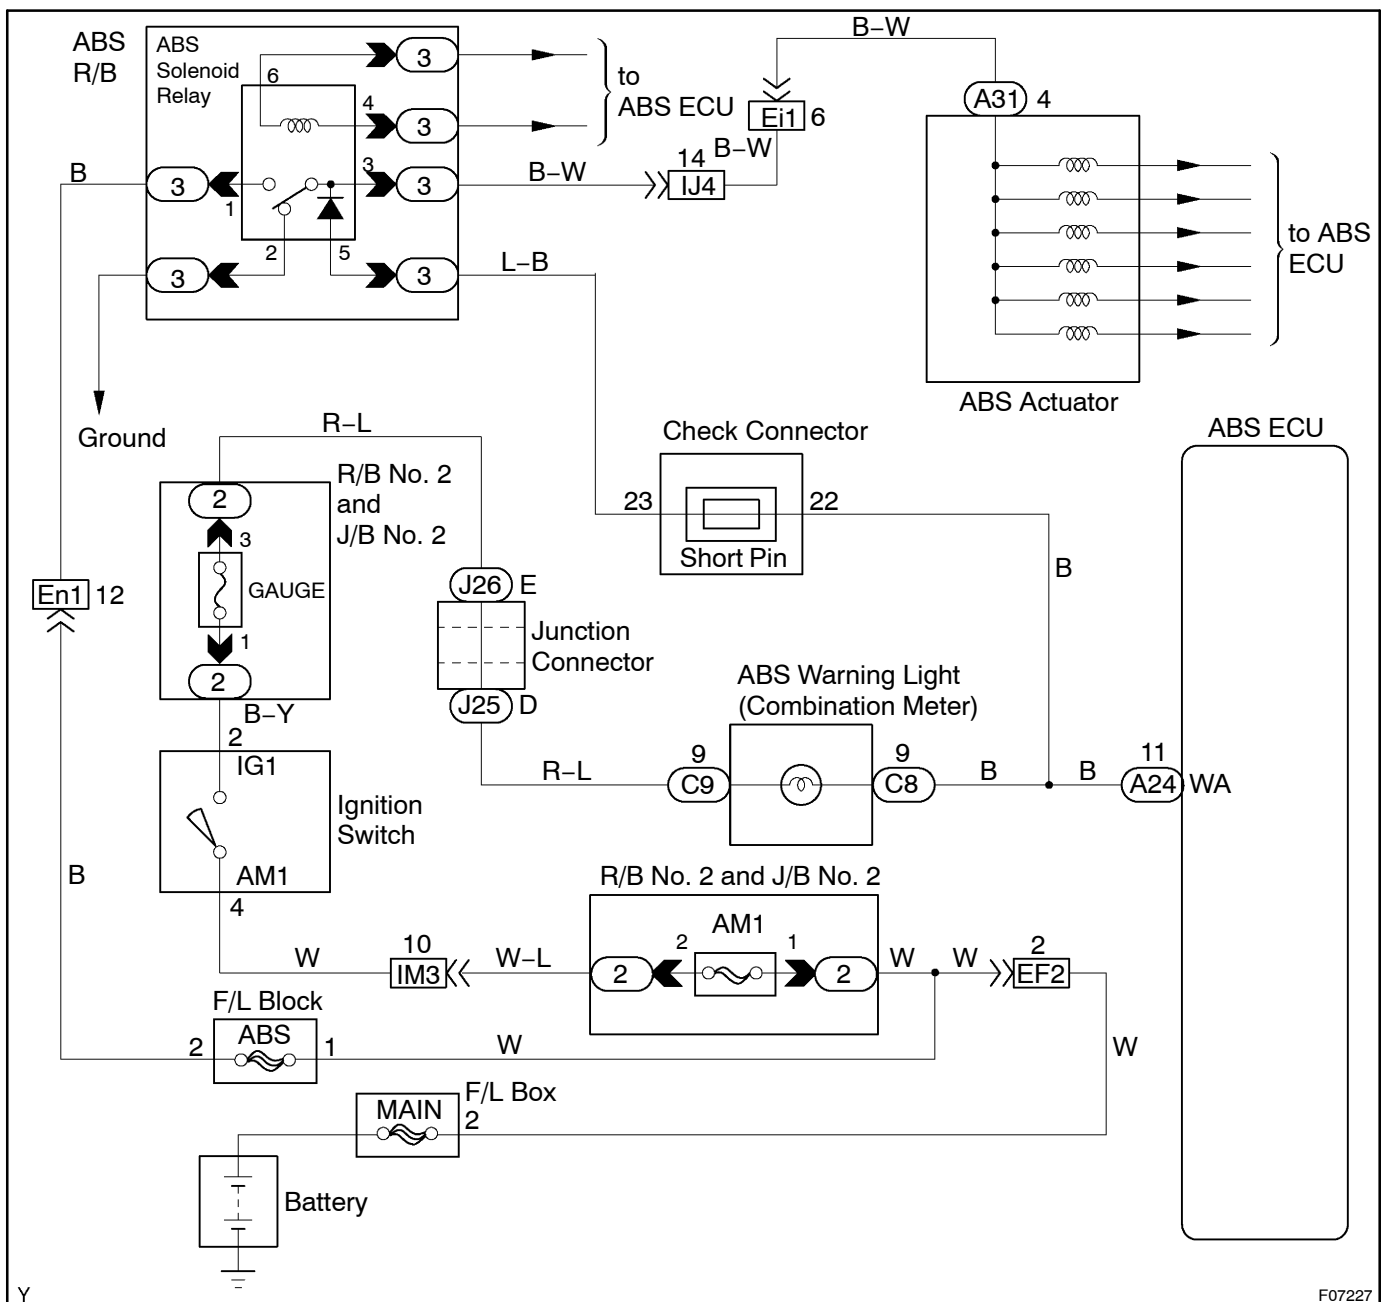 ABS
R/B
ABS
Solenoid
Relay
6
4
3
1
2
5
3
3
3
3
3
3
to
ABS ECU
B
B–W
14
IJ4
B–W
Ei1
6
B–W
A31
4
to ABS
ECU
ABS Actuator
L–B
Ground
R–L
R/B No. 2
and
J/B No. 2
2
3
GAUGE
1
2
B–Y
2
IG1
Ignition
Switch
AM1
4
En1
12
B
J26
E
Junction
Connector
J25
D
R–L
Check Connector
23
22
Short Pin
B
ABS ECU
ABS Warning Light
(Combination Meter)
9
C9
9
C8
B
B
11
A24
WA
R/B No. 2 and J/B No. 2
AM1
2
2
1
2
W
10
IM3
W–L
W
W
2
EF2
W
F/L Block
ABS
2
1
W
F/L Box
MAIN
2
Battery
Y
F07227